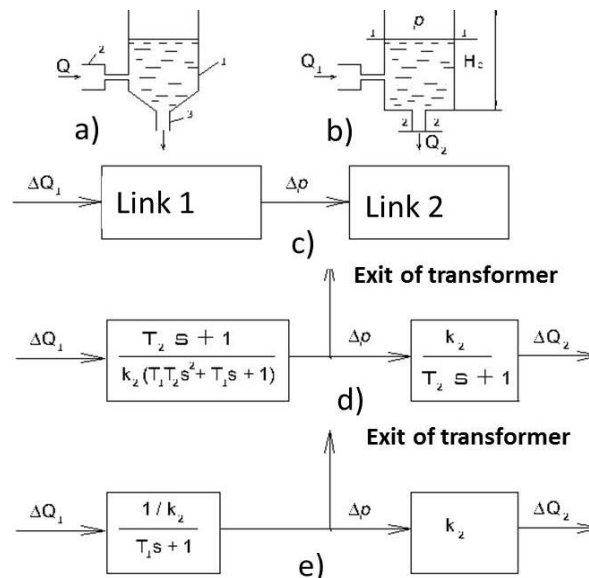 2
Q
1
3
a)
p
1
1
Q₁
H꜀
2
2
Q₂
b)
ΔQ₁
Link 1
Δp
Link 2
c)
Exit of transformer
ΔQ₁
T₂ s + 1
k₂(T₁T₂s²+ T₁s + 1)
Δp
k₂
T₂ s + 1
ΔQ₂
d)
Exit of transformer
ΔQ₁
1 / k₂
T₁s + 1
Δp
k₂
ΔQ₂
e)